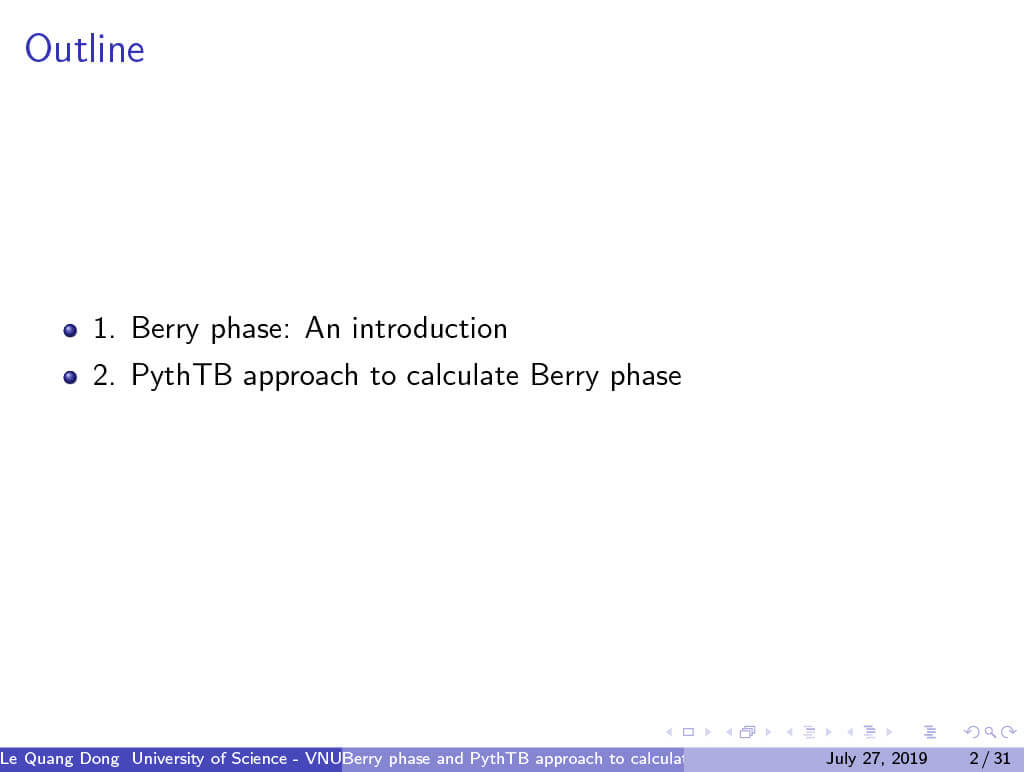 Outline
1. Berry phase: An introduction
2. PythTB approach to calculate Berry phase
Le Quang Dong University of Science - VNU Berry phase and PythTB approach to calculat July 27, 2019 2 / 31